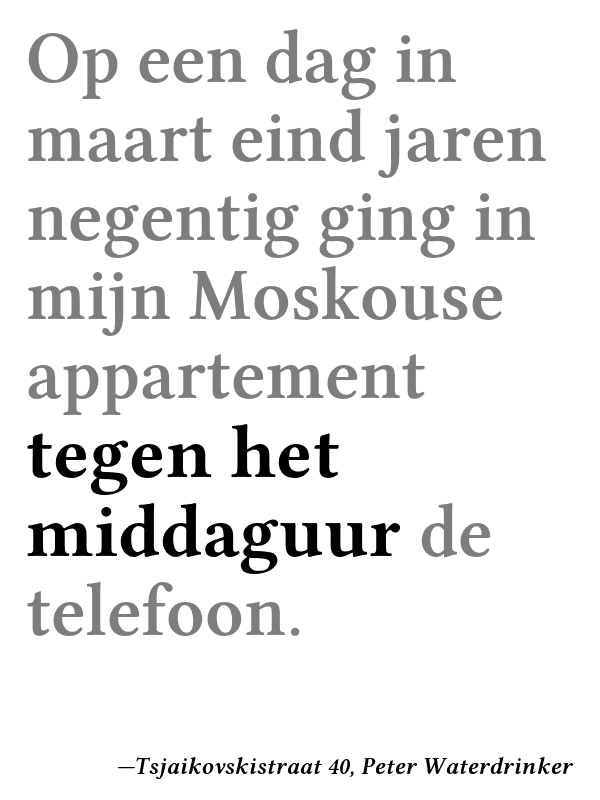 Op een dag in
maart eind jaren
negentig ging in
mijn Moskouse
appartement
tegen het
middaguur de
telefoon.
—Tsjaikovskistraat 40, Peter Waterdrinker